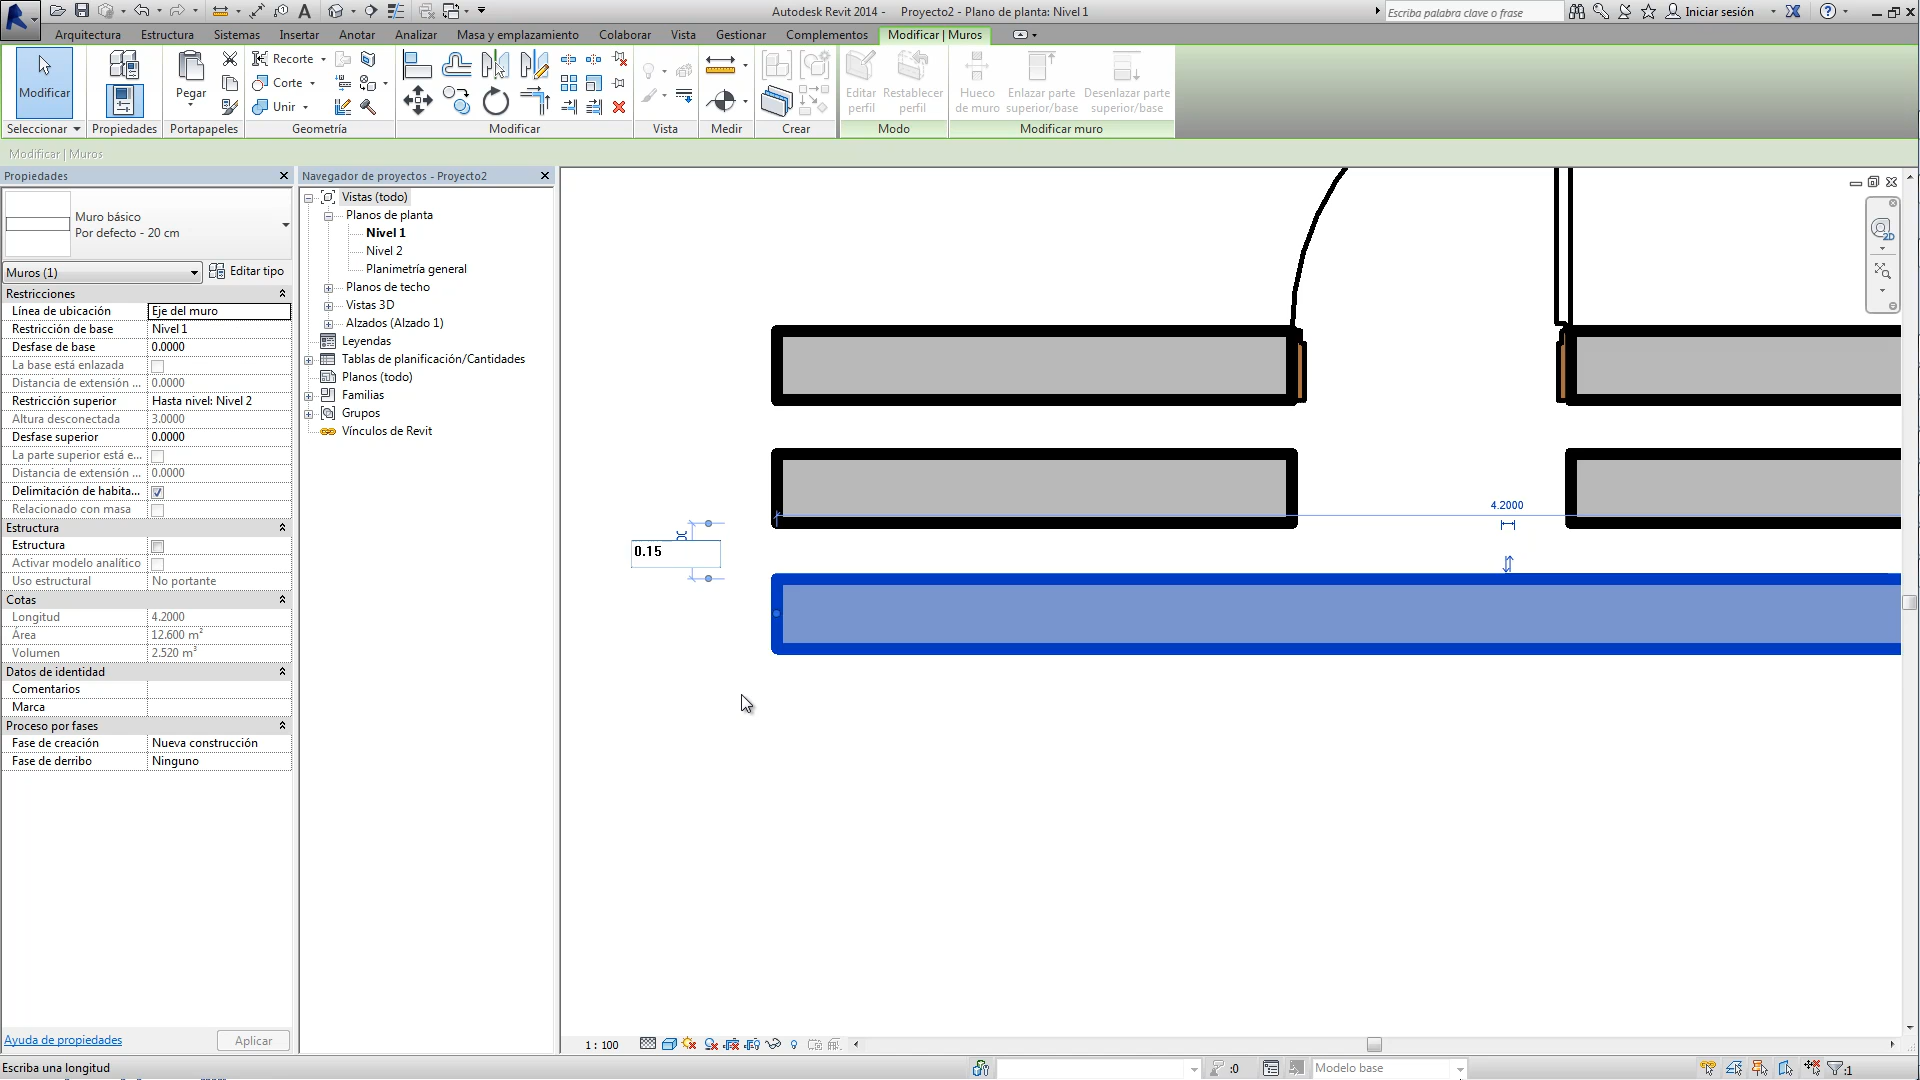 Autodesk Revit 2014 - Proyecto2 - Plano de planta: Nivel 1
Escriba palabra clave o frase
Iniciar sesión
Arquitectura Estructura Sistemas Insertar Anotar Analizar Masa y emplazamiento Colaborar Vista Gestionar Complementos Modificar | Muros
Modificar
Pegar
Recorte
Corte
Unir
Editar perfil
Restablecer perfil
Hueco de muro
Enlazar parte superior/base
Desenlazar parte superior/base
Seleccionar Propiedades Portapapeles Geometría Modificar Vista Medir Crear Modo Modificar muro
Modificar | Muros
Propiedades
Muro básico
Por defecto - 20 cm
Muros (1) Editar tipo
Restricciones
Línea de ubicación Eje del muro
Restricción de base Nivel 1
Desfase de base 0.0000
La base está enlazada
Distancia de extensión ... 0.0000
Restricción superior Hasta nivel: Nivel 2
Altura desconectada 3.0000
Desfase superior 0.0000
La parte superior está e...
Distancia de extensión ... 0.0000
Delimitación de habita...
Relacionado con masa
Estructura
Estructura
Activar modelo analítico
Uso estructural No portante
Cotas
Longitud 4.2000
Área 12.600 m²
Volumen 2.520 m³
Datos de identidad
Comentarios
Marca
Proceso por fases
Fase de creación Nueva construcción
Fase de derribo Ninguno
Ayuda de propiedades Aplicar
Navegador de proyectos - Proyecto2
Vistas (todo)
Planos de planta
Nivel 1
Nivel 2
Planimetría general
Planos de techo
Vistas 3D
Alzados (Alzado 1)
Leyendas
Tablas de planificación/Cantidades
Planos (todo)
Familias
Grupos
Vínculos de Revit
2D
4.2000
0.15
1 : 100
Escriba una longitud
:0
Modelo base
:1